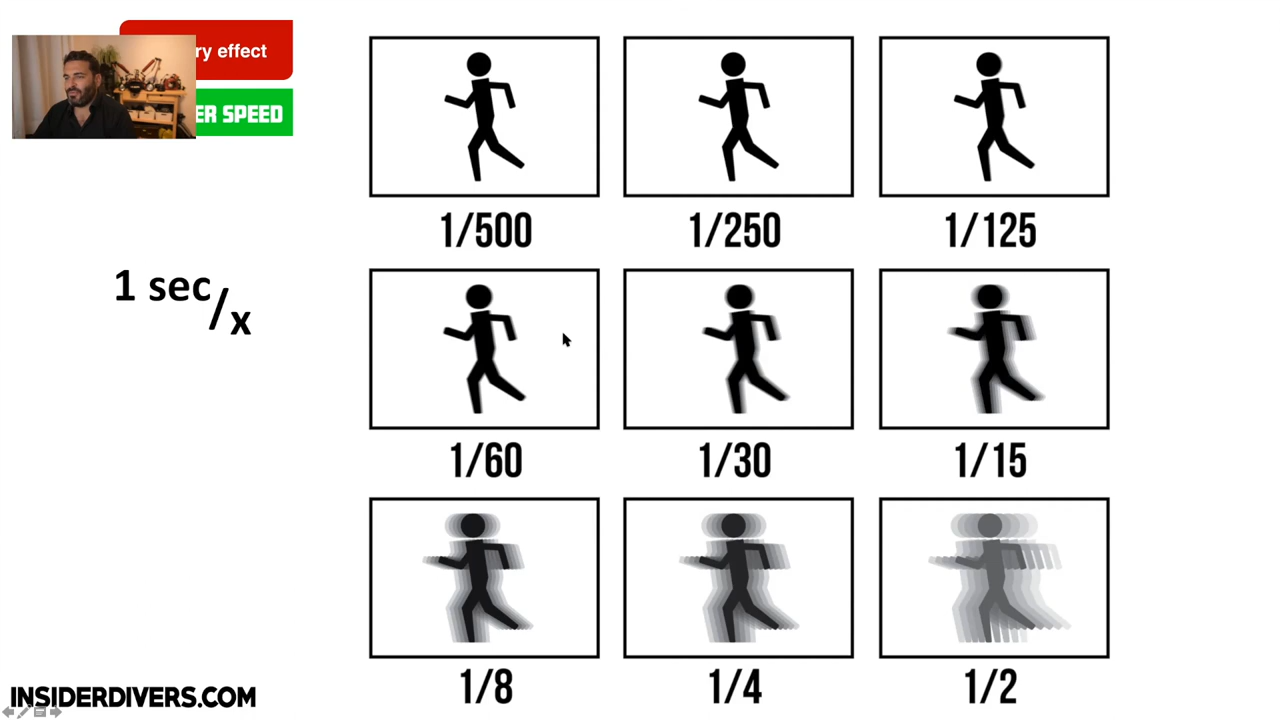 ry effect
ER SPEED
1/500
1/250
1/125
1 sec/x
1/60
1/30
1/15
1/8
1/4
1/2
INSIDERDIVERS.COM